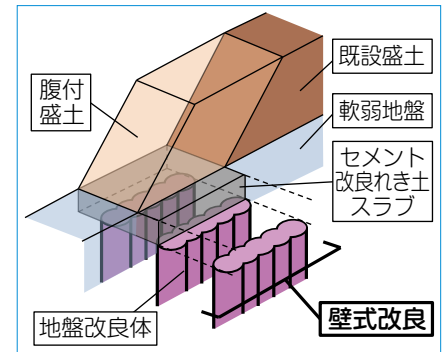 腹付
盛土
既設盛土
軟弱地盤
セメント
改良れき土
スラブ
地盤改良体
壁式改良